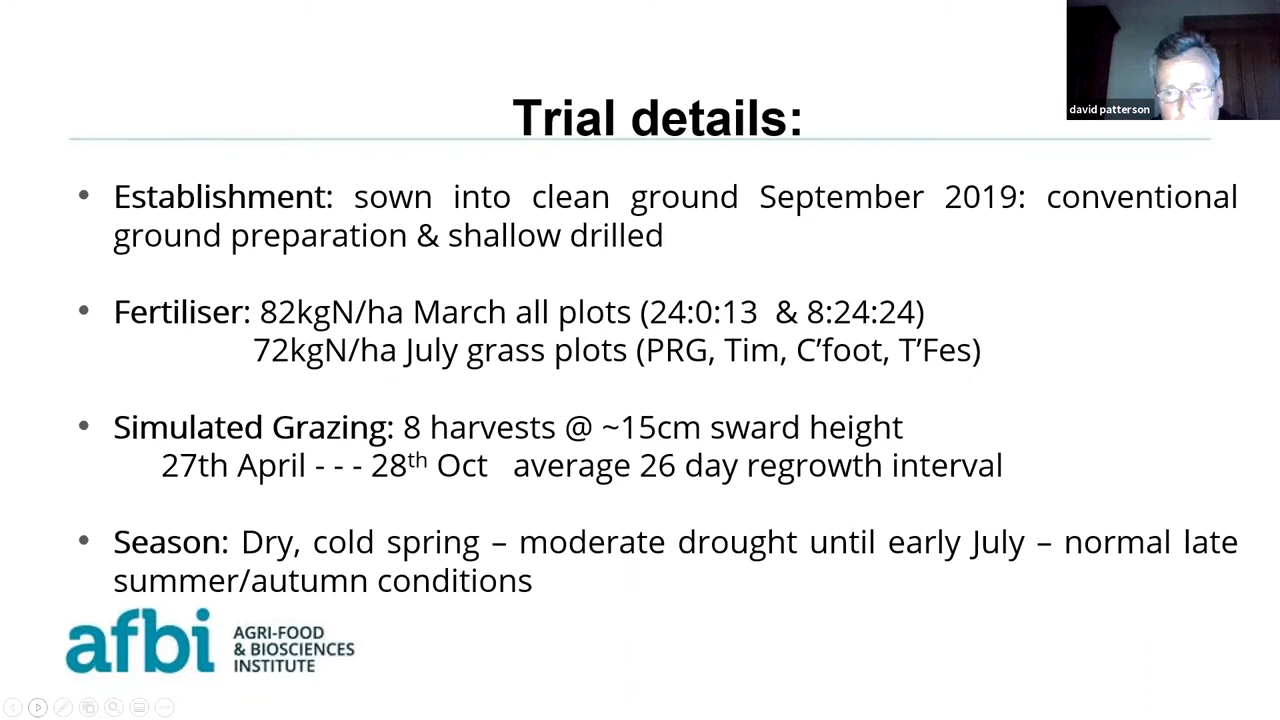 david patterson
Trial details:
• Establishment: sown into clean ground September 2019: conventional
ground preparation & shallow drilled
• Fertiliser: 82kgN/ha March all plots (24:0:13 & 8:24:24)
72kgN/ha July grass plots (PRG, Tim, C’foot, T’Fes)
• Simulated Grazing: 8 harvests @ ~15cm sward height
27th April - - - 28th Oct average 26 day regrowth interval
• Season: Dry, cold spring – moderate drought until early July – normal late
summer/autumn conditions
afbi
AGRI-FOOD
& BIOSCIENCES
INSTITUTE